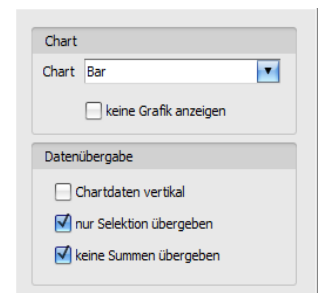 Chart
Chart Bar
keine Grafik anzeigen
Datenübergabe
Chartdaten vertikal
nur Selektion übergeben
keine Summen übergeben